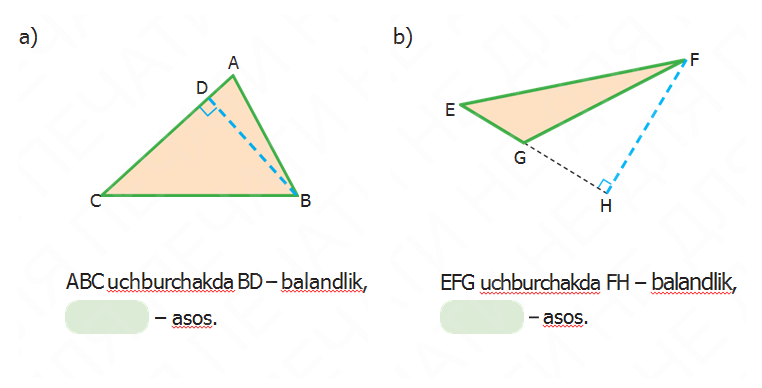 a)
A
D
C
B
ABC uchburchakda BD – balandlik,
– asos.
b)
F
E
G
H
EFG uchburchakda FH – balandlik,
– asos.